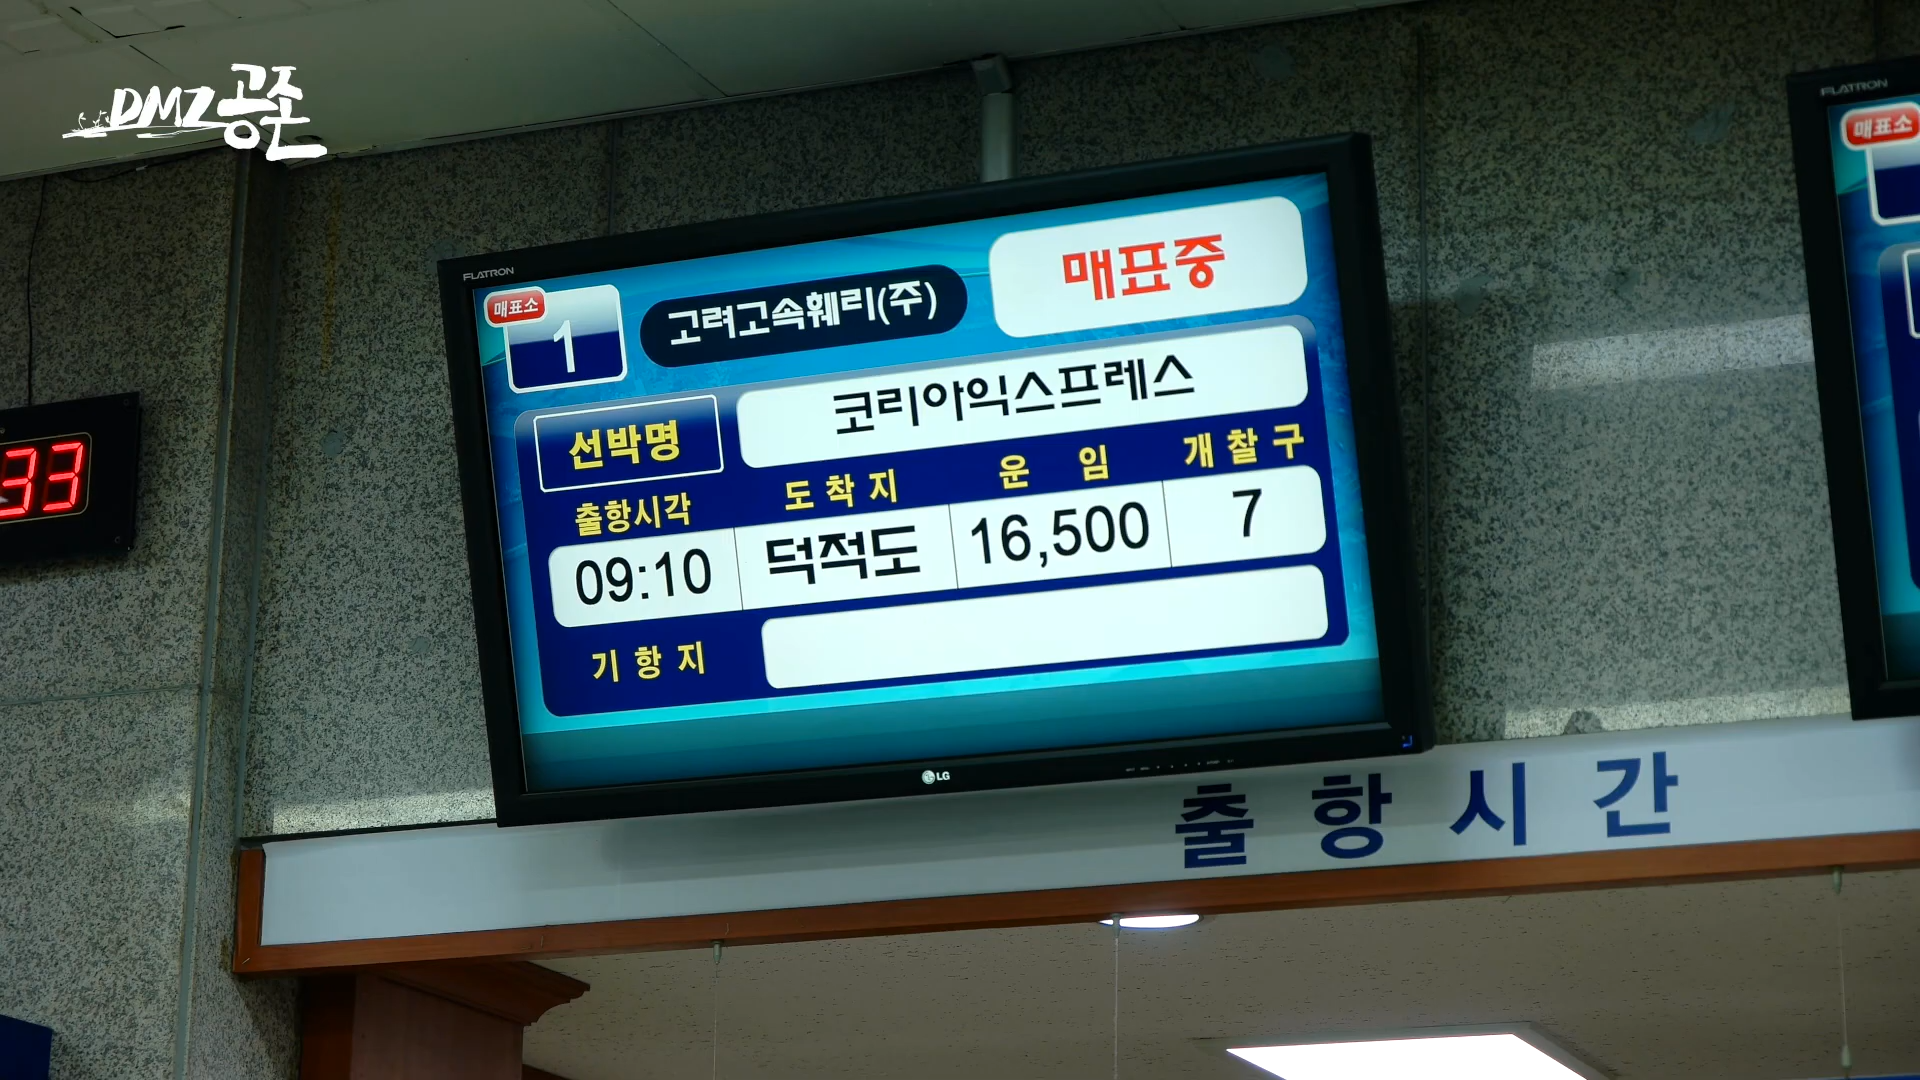 DMZ공존
FLATRON
매표소
1
고려고속훼리(주)
매표중
선박명
코리아익스프레스
출항시각
도착지
운 임
개찰구
09:10
덕적도
16,500
7
기항지
LG
출항시간
33
FLATRON
매표소